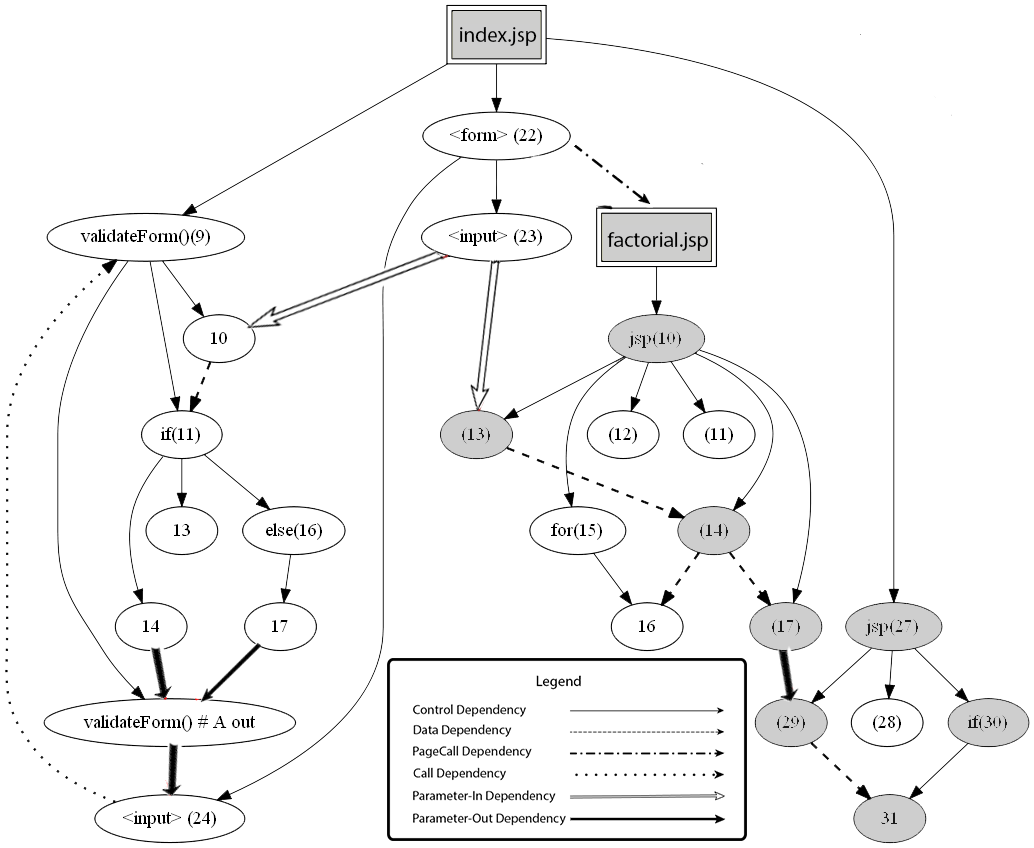 index.jsp
<form> (22)
validateForm()(9)
<input> (23)
factorial.jsp
10
jsp(10)
if(11)
(13)
(12)
(11)
13
else(16)
for(15)
(14)
14
17
16
(17)
jsp(27)
validateForm() # A out
(29)
(28)
if(30)
<input> (24)
31
Legend
Control Dependency
Data Dependency
PageCall Dependency
Call Dependency
Parameter-In Dependency
Parameter-Out Dependency